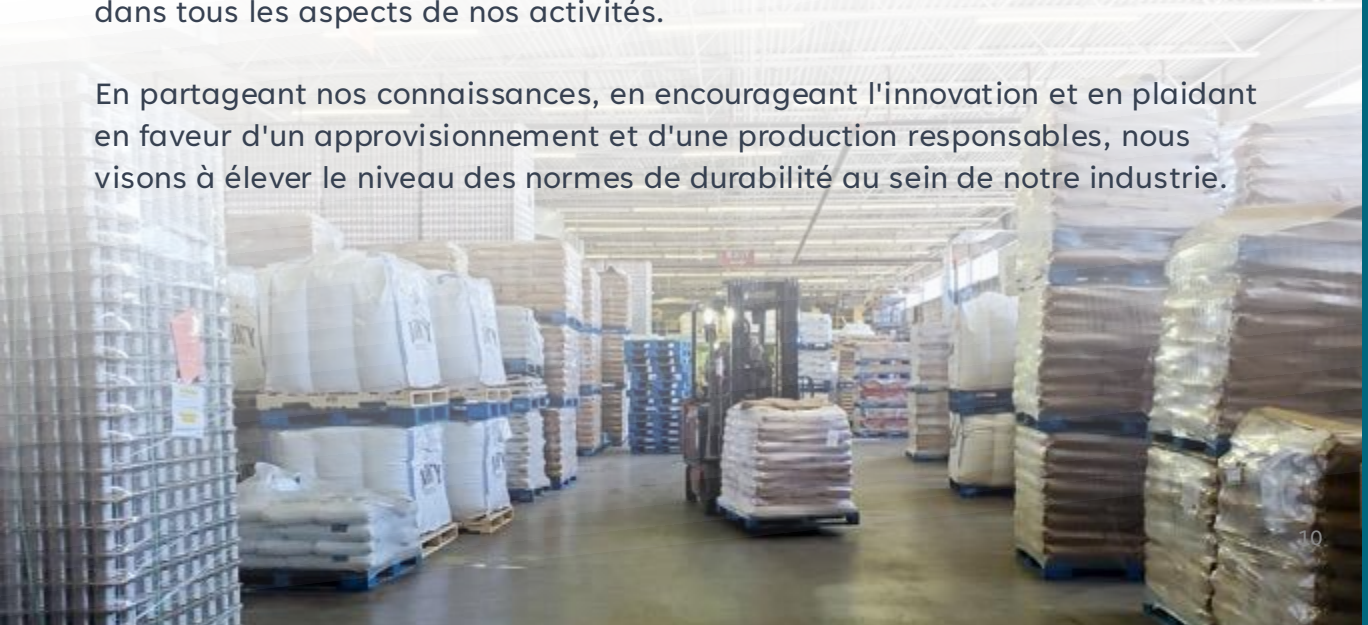 dans tous les aspects de nos activités.
En partageant nos connaissances, en encourageant l'innovation et en plaidant
en faveur d'un approvisionnement et d'une production responsables, nous
visons à élever le niveau des normes de durabilité au sein de notre industrie.
10